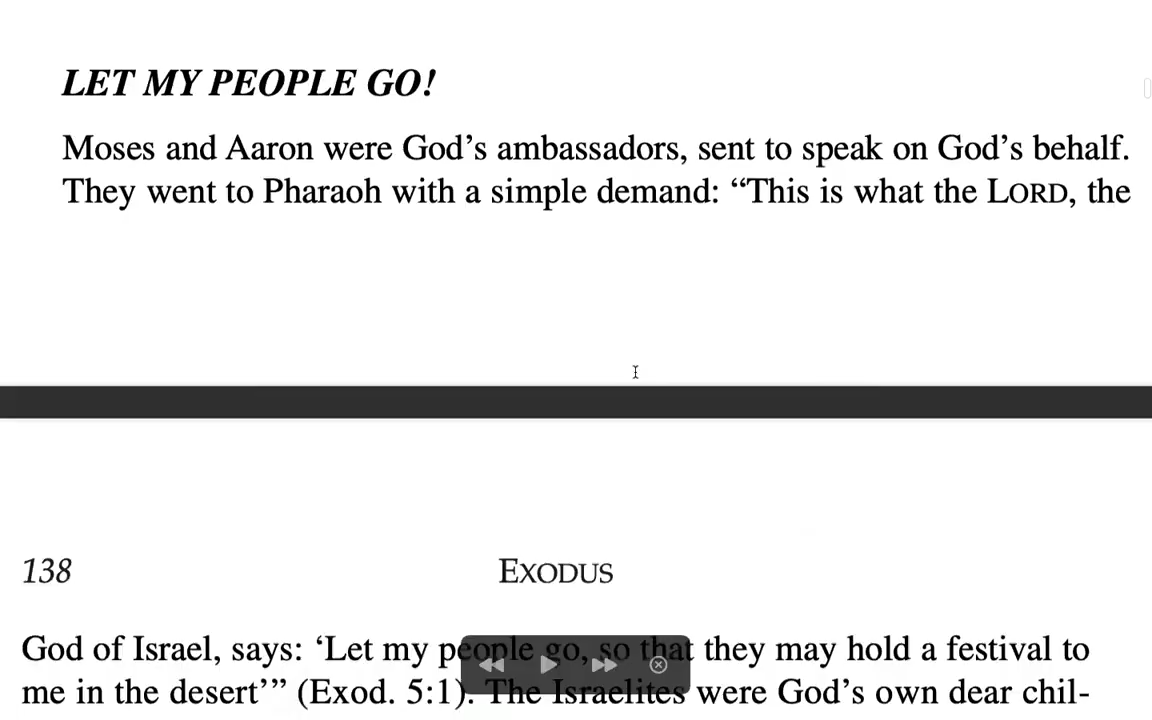 LET MY PEOPLE GO!
Moses and Aaron were God’s ambassadors, sent to speak on God’s behalf.
They went to Pharaoh with a simple demand: “This is what the LORD, the
138 EXODUS
God of Israel, says: ‘Let my people go, so that they may hold a festival to
me in the desert’” (Exod. 5:1). The Israelites were God’s own dear chil-